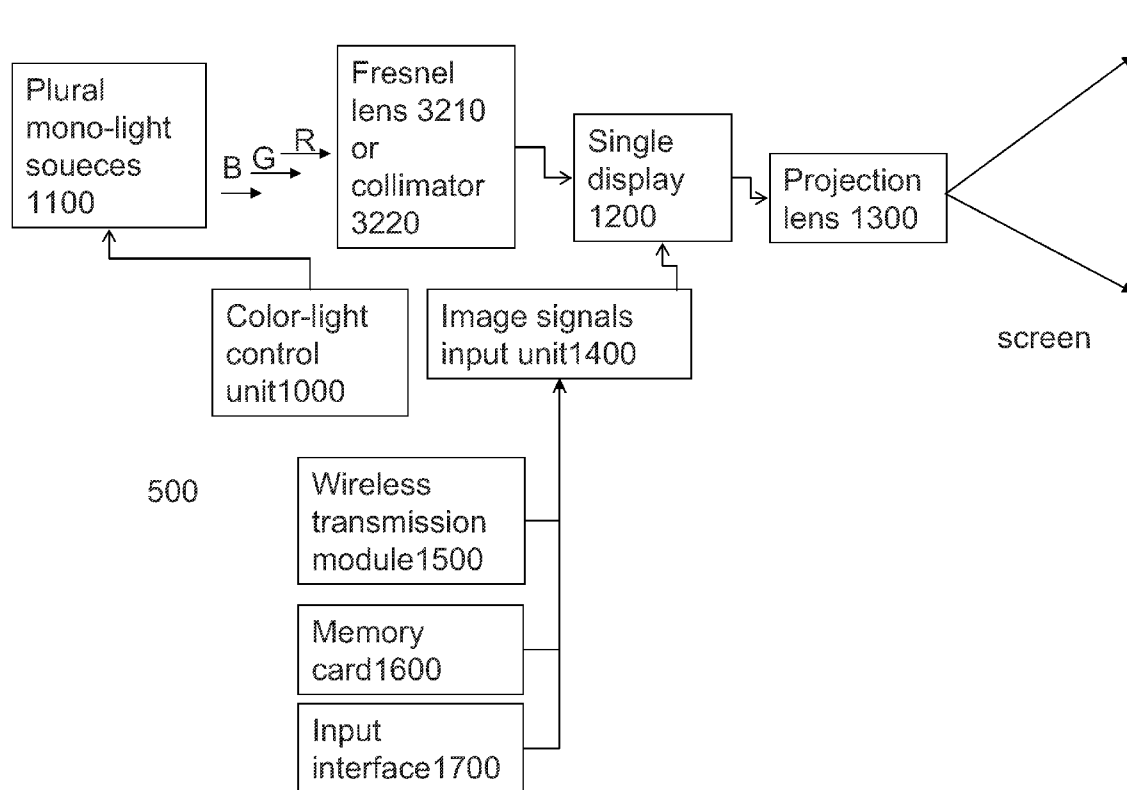 Plural
mono-light
soueces
1100
B
G
R
Fresnel
lens 3210
or
collimator
3220
Single
display
1200
Projection
lens 1300
screen
Color-light
control
unit1000
Image signals
input unit1400
500
Wireless
transmission
module1500
Memory
card1600
Input
interface1700